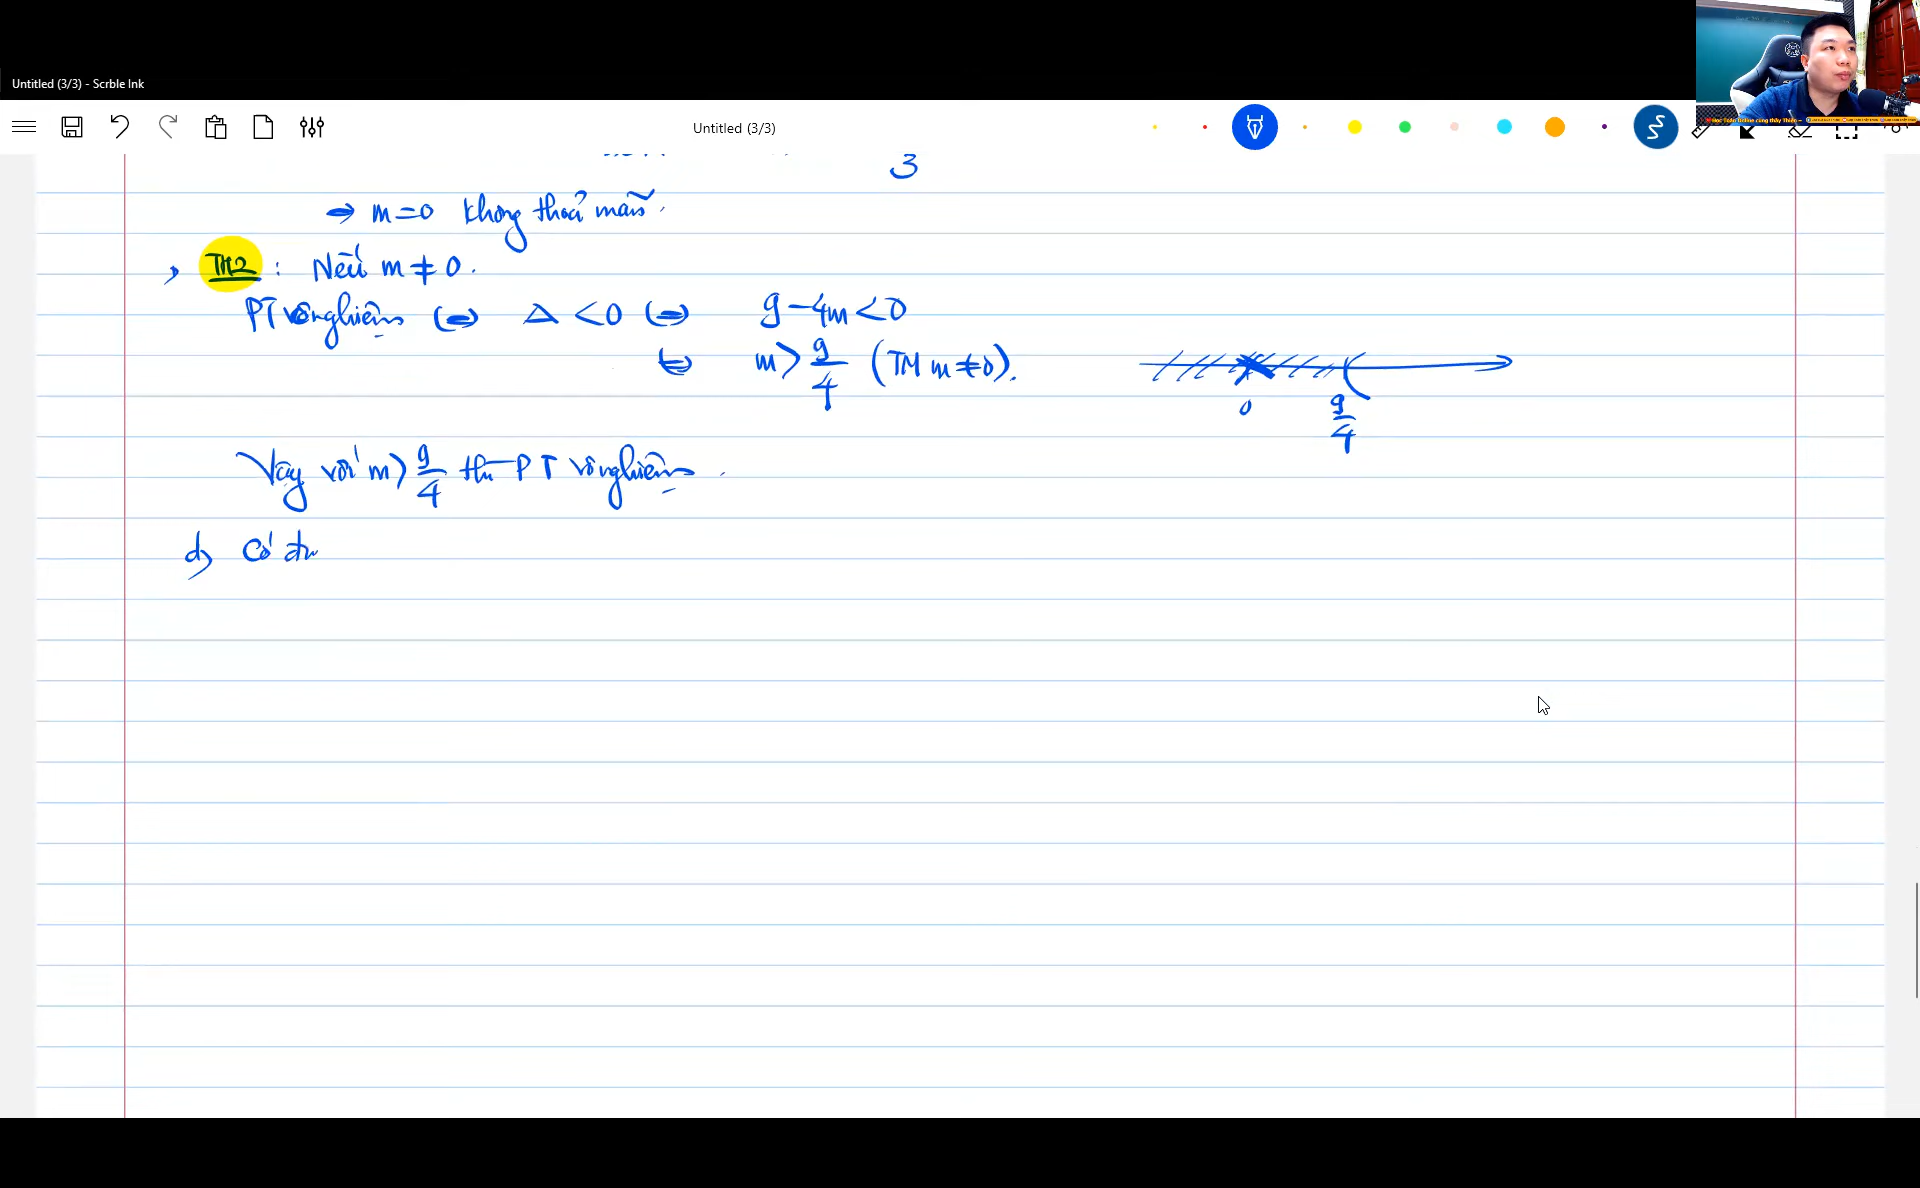 Untitled (3/3) - Scrble Ink
Untitled (3/3)
3
→ m=0 không thoả mãn.
TH2 : Nếu m ≠ 0.
PT vô nghiệm ⇔ Δ < 0 ⇔ 9-4m < 0
⇔ m > 9/4 (TM m≠0).
0 9/4
Vậy với m > 9/4 thì PT vô nghiệm.
d) Có đu